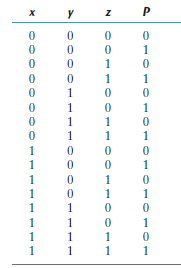 x y z P
0 0 0 0
0 0 0 1
0 0 1 0
0 0 1 1
0 1 0 0
0 1 0 1
0 1 1 0
0 1 1 1
1 0 0 0
1 0 0 1
1 0 1 0
1 0 1 1
1 1 0 0
1 1 0 1
1 1 1 0
1 1 1 1